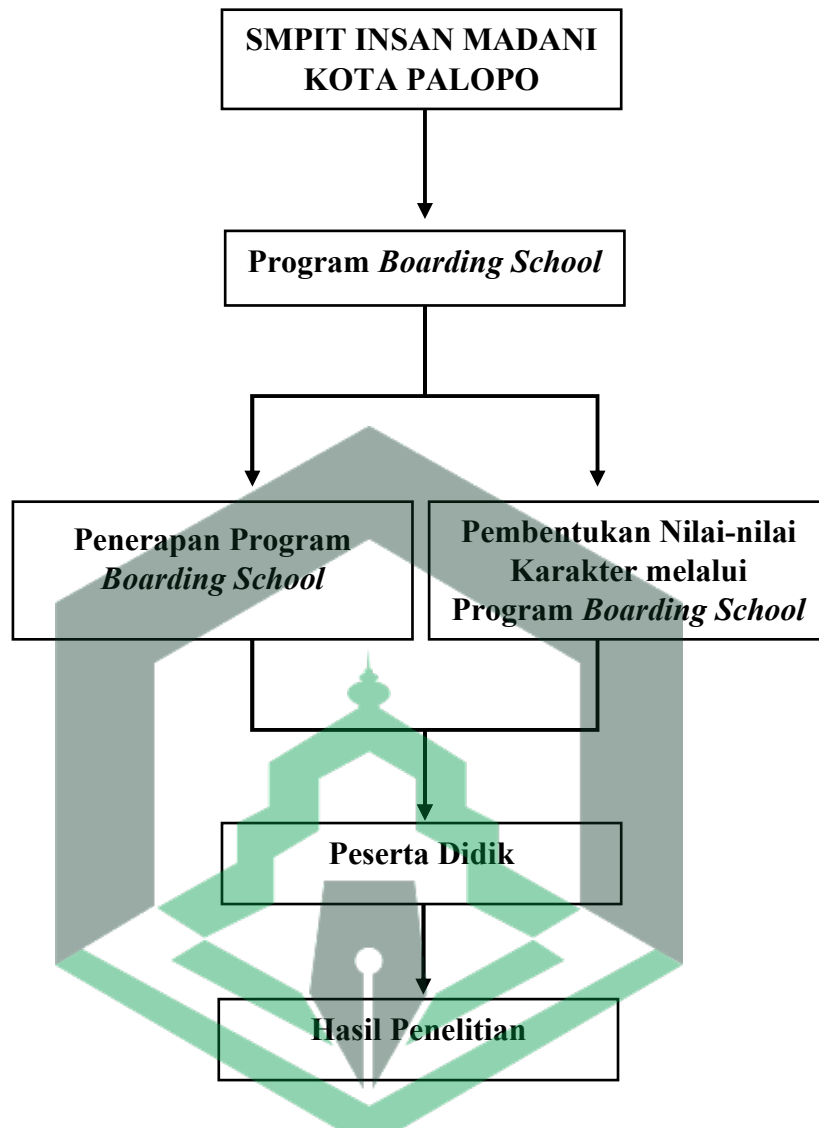 SMPIT INSAN MADANI
KOTA PALOPO
Program Boarding School
Penerapan Program
Boarding School
Pembentukan Nilai-nilai
Karakter melalui
Program Boarding School
Peserta Didik
Hasil Penelitian